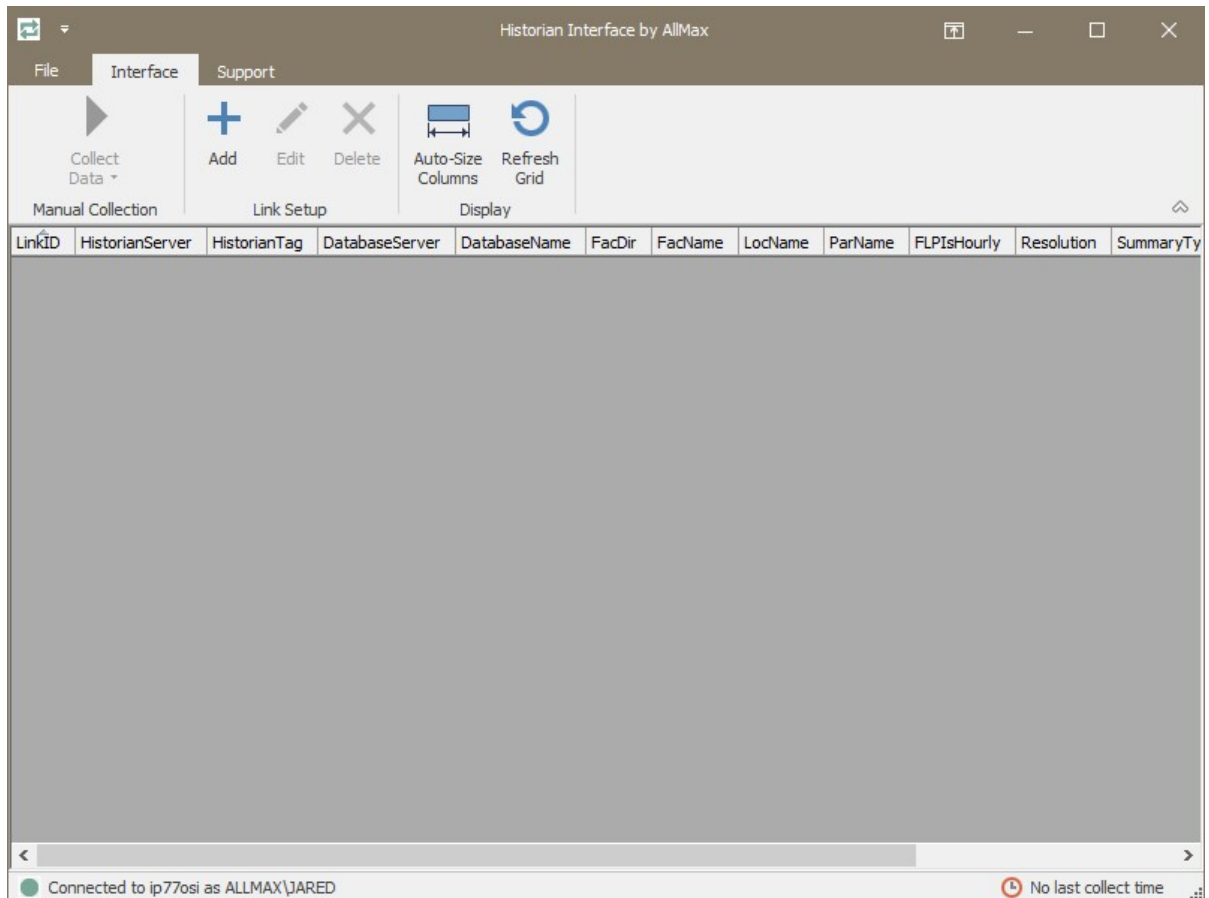 Historian Interface by AllMax
File Interface Support
Collect Data
Add Edit Delete
Auto-Size Columns
Refresh Grid
Manual Collection Link Setup Display
LinkID HistorianServer HistorianTag DatabaseServer DatabaseName FacDir FacName LocName ParName FLPIsHourly Resolution SummaryTy
Connected to ip77osi as ALLMAX\JARED No last collect time